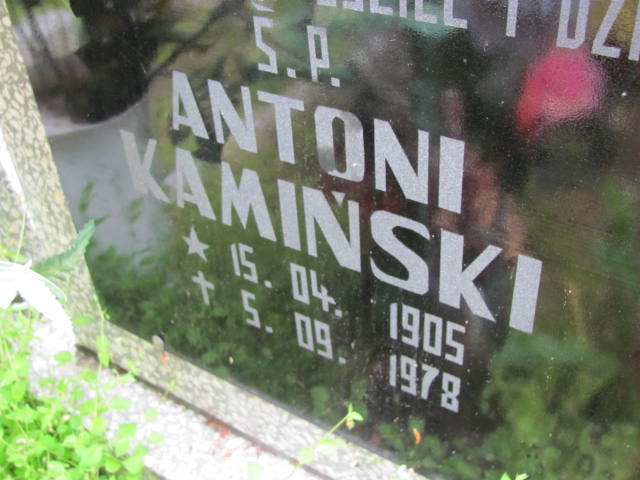 Ś. P.
ANTONI
KAMIŃSKI
★ 15. 04. 1905
✝ 5. 09. 1978